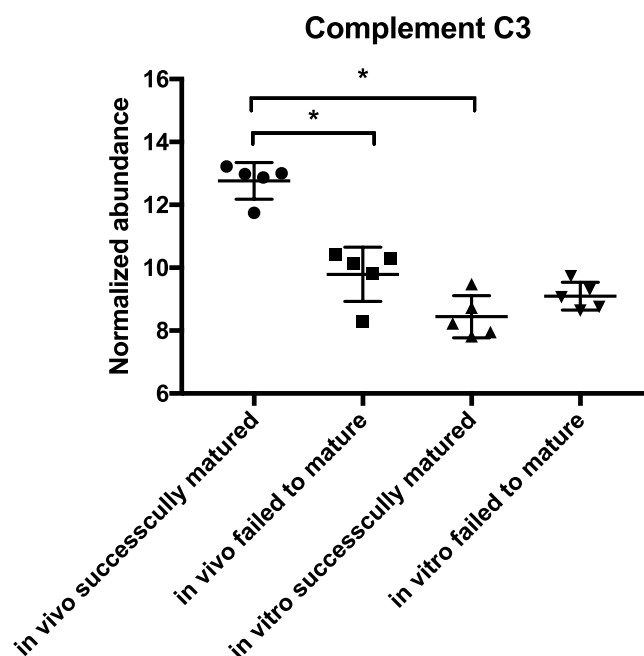 Complement C3
Normalized abundance
16
14
12
10
8
6
*
*
in vivo successcully matured
in vivo failed to mature
in vitro successcully matured
in vitro failed to mature